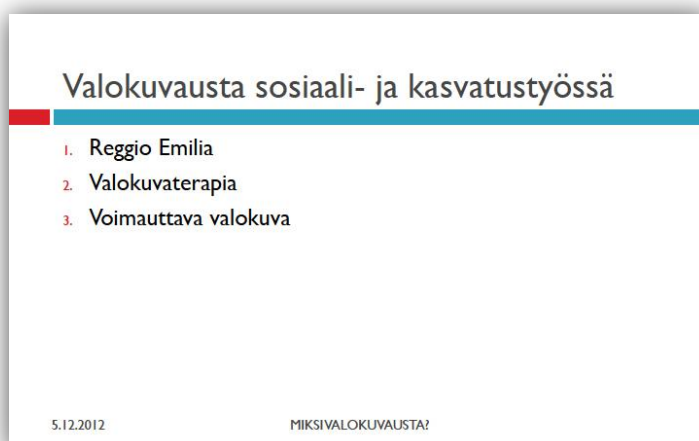 Valokuvausta sosiaali- ja kasvatustyössä
1. Reggio Emilia
2. Valokuvaterapia
3. Voimauttava valokuva
5.12.2012 MIKSIVALOKUVAUSTA?